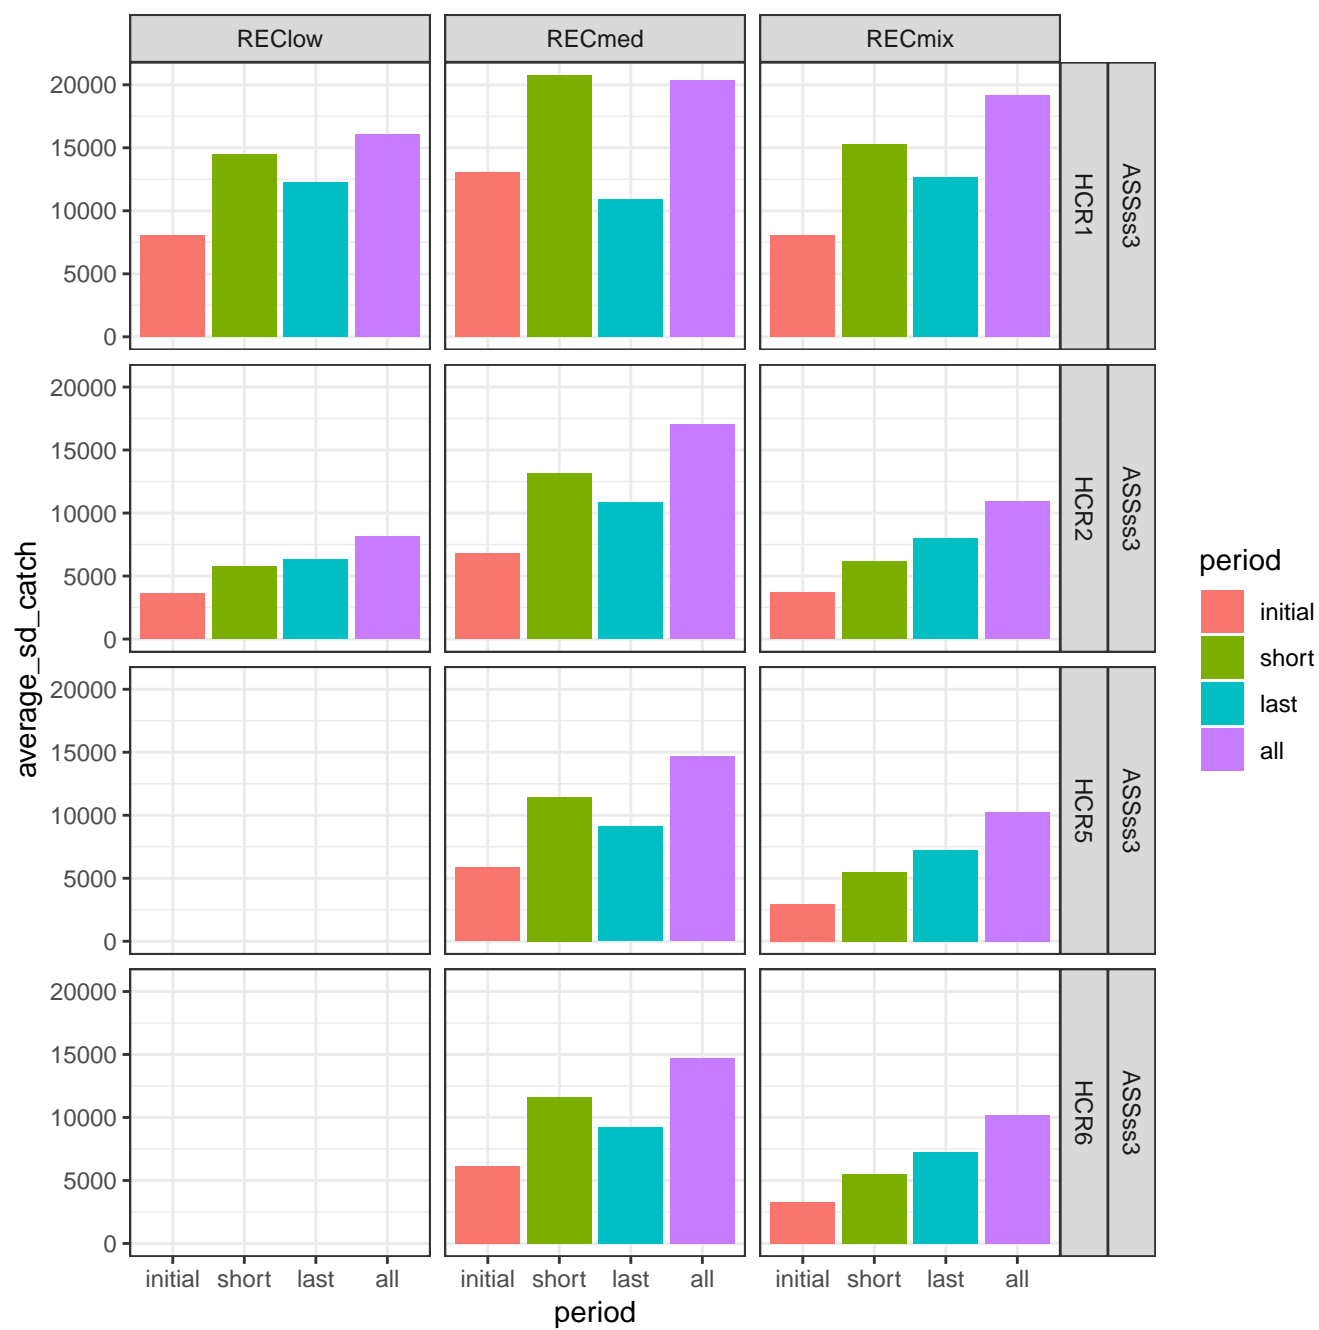 REClow RECmed RECmix
20000
15000
10000
5000
0
HCR1 ASSss3
20000
15000
10000
5000
0
HCR2 ASSss3
20000
15000
10000
5000
0
HCR5 ASSss3
20000
15000
10000
5000
0
HCR6 ASSss3
initial short last all initial short last all initial short last all
period
average_sd_catch
period
initial
short
last
all